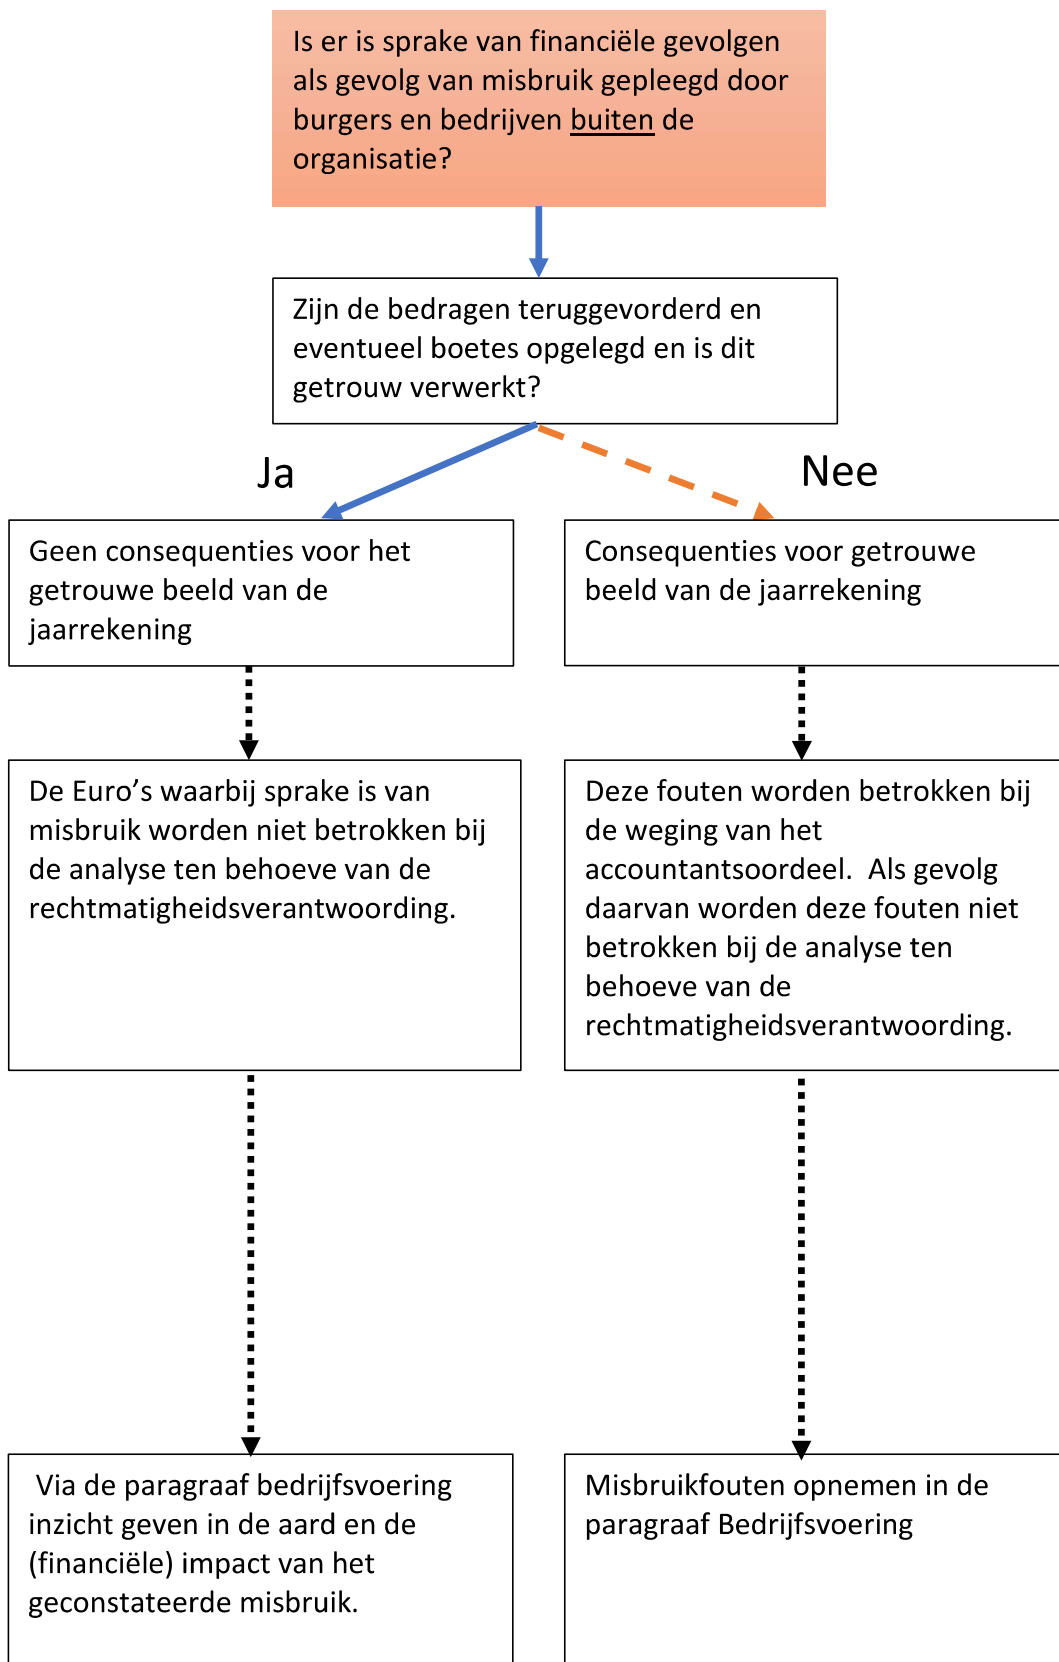 Is er is sprake van financiële gevolgen
als gevolg van misbruik gepleegd door
burgers en bedrijven buiten de
organisatie?
Zijn de bedragen teruggevorderd en
eventueel boetes opgelegd en is dit
getrouw verwerkt?
Ja
Nee
Geen consequenties voor het
getrouwe beeld van de
jaarrekening
Consequenties voor getrouwe
beeld van de jaarrekening
De Euro’s waarbij sprake is van
misbruik worden niet betrokken bij
de analyse ten behoeve van de
rechtmatigheidsverantwoording.
Deze fouten worden betrokken bij
de weging van het
accountantsoordeel.  Als gevolg
daarvan worden deze fouten niet
betrokken bij de analyse ten
behoeve van de
rechtmatigheidsverantwoording.
Via de paragraaf bedrijfsvoering
inzicht geven in de aard en de
(financiële) impact van het
geconstateerde misbruik.
Misbruikfouten opnemen in de
paragraaf Bedrijfsvoering